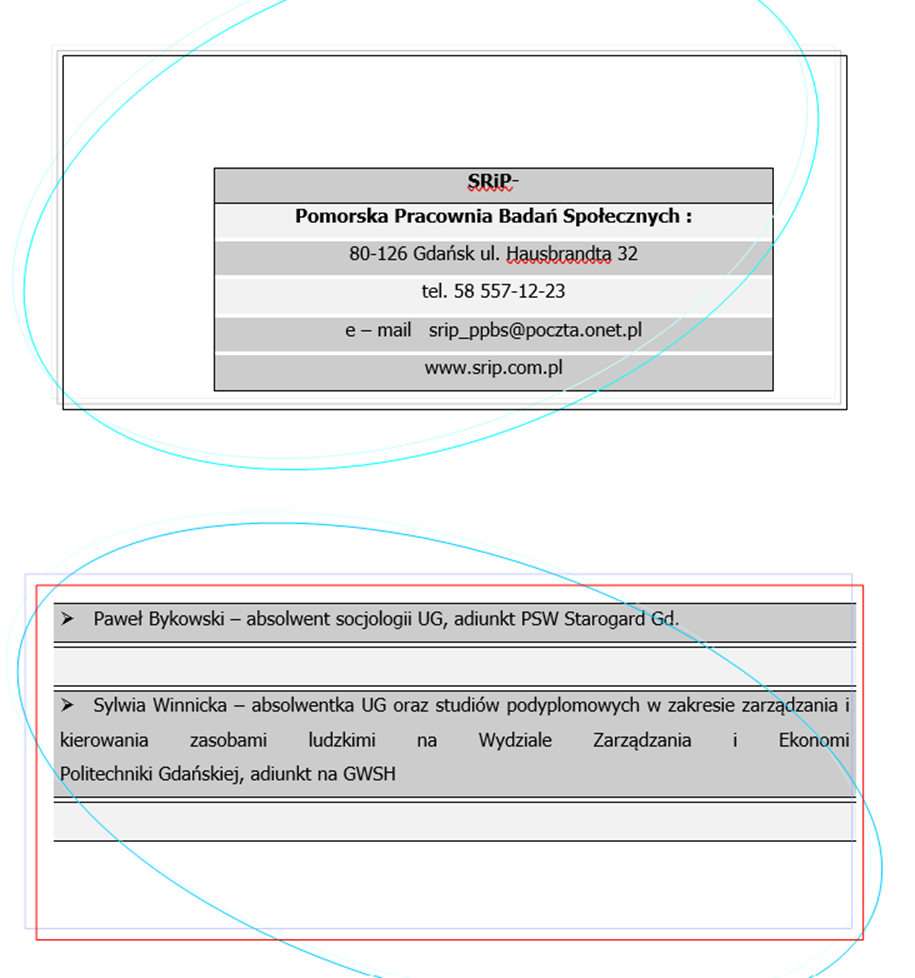 SRiP-
Pomorska Pracownia Badań Społecznych :
80-126 Gdańsk ul. Hausbrandta 32
tel. 58 557-12-23
e – mail srip_ppbs@poczta.onet.pl
www.srip.com.pl
➢ Paweł Bykowski – absolwent socjologii UG, adiunkt PSW Starogard Gd.
➢ Sylwia Winnicka – absolwentka UG oraz studiów podyplomowych w zakresie zarządzania i
kierowania zasobami ludzkimi na Wydziale Zarządzania i Ekonomi
Politechniki Gdańskiej, adiunkt na GWSH